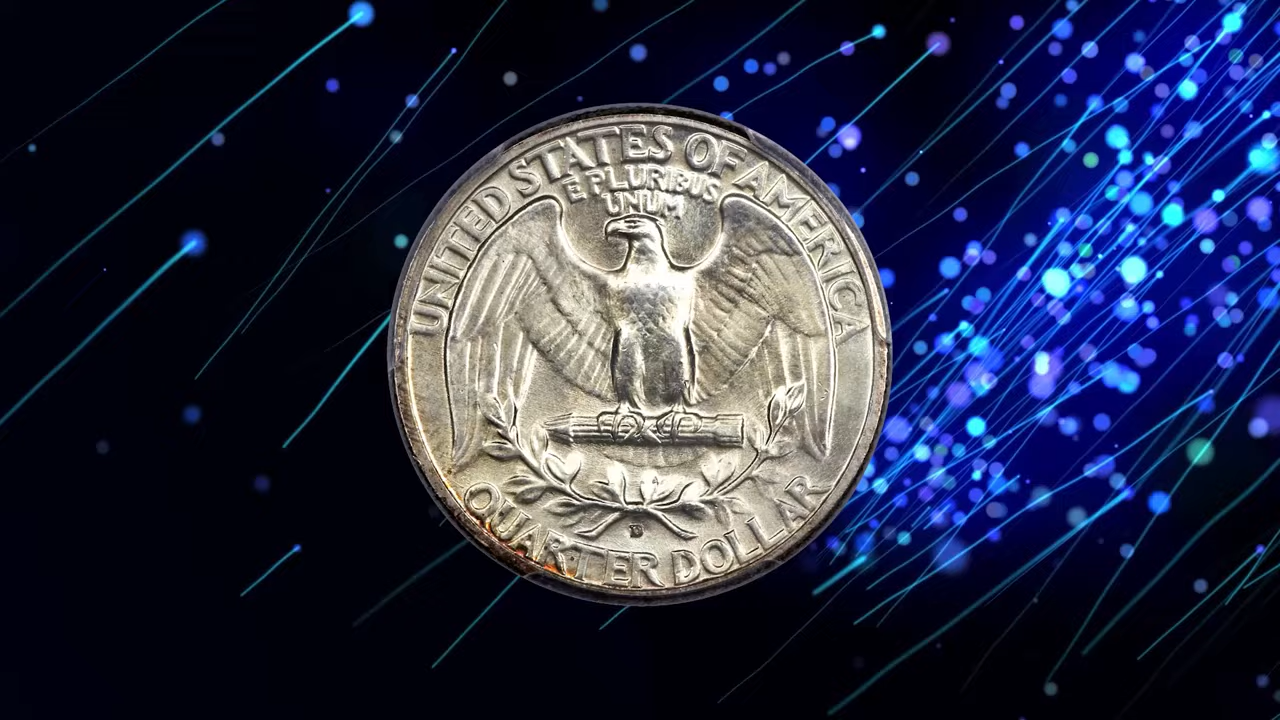 UNITED STATES OF AMERICA
E PLURIBUS
UNUM
D
QUARTER DOLLAR